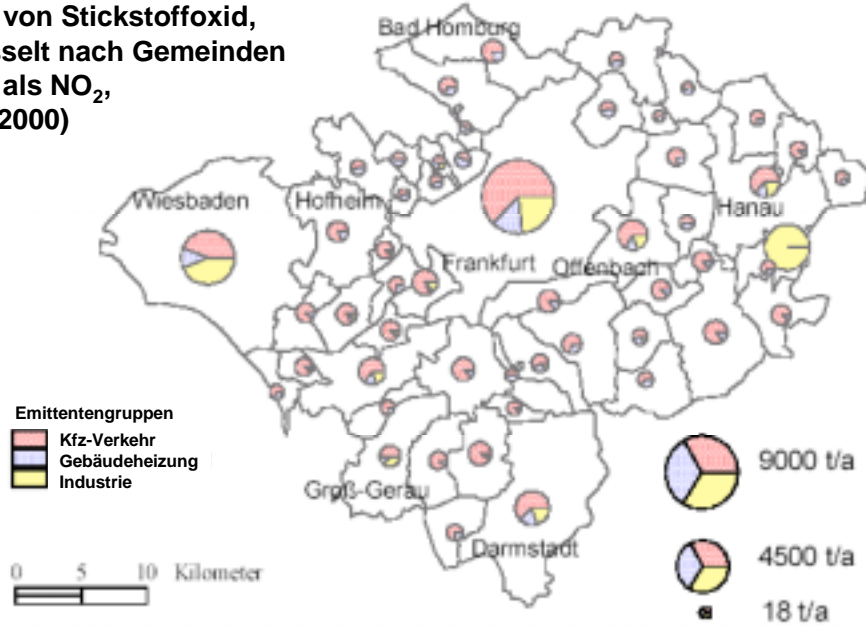 von Stickstoffoxid,
sselt nach Gemeinden
als NO₂,
2000)
Bad Homburg
Wiesbaden
Hofheim
Hanau
Frankfurt
Offenbach
Emittentengruppen
Kfz-Verkehr
Gebäudeheizung
Industrie
Groß-Gerau
Darmstadt
9000 t/a
4500 t/a
18 t/a
0 5 10 Kilometer